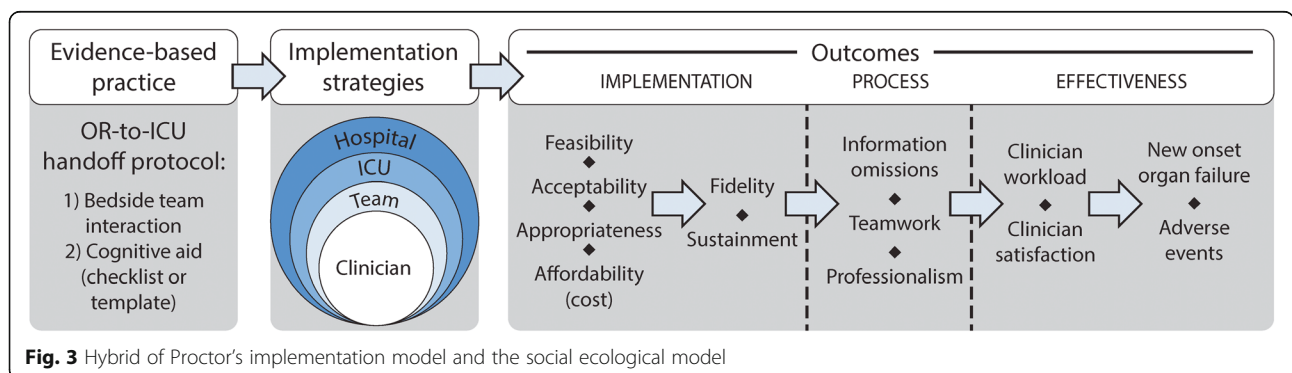 Evidence-based
practice
OR-to-ICU
handoff protocol:
1) Bedside team
interaction
2) Cognitive aid
(checklist or
template)
Implementation
strategies
Hospital
ICU
Team
Clinician
Outcomes
IMPLEMENTATION
PROCESS
EFFECTIVENESS
Feasibility
Acceptability
Appropriateness
Affordability
(cost)
Fidelity
Sustainment
Information
omissions
Teamwork
Professionalism
Clinician
workload
Clinician
satisfaction
New onset
organ failure
Adverse
events
Fig. 3 Hybrid of Proctor's implementation model and the social ecological model